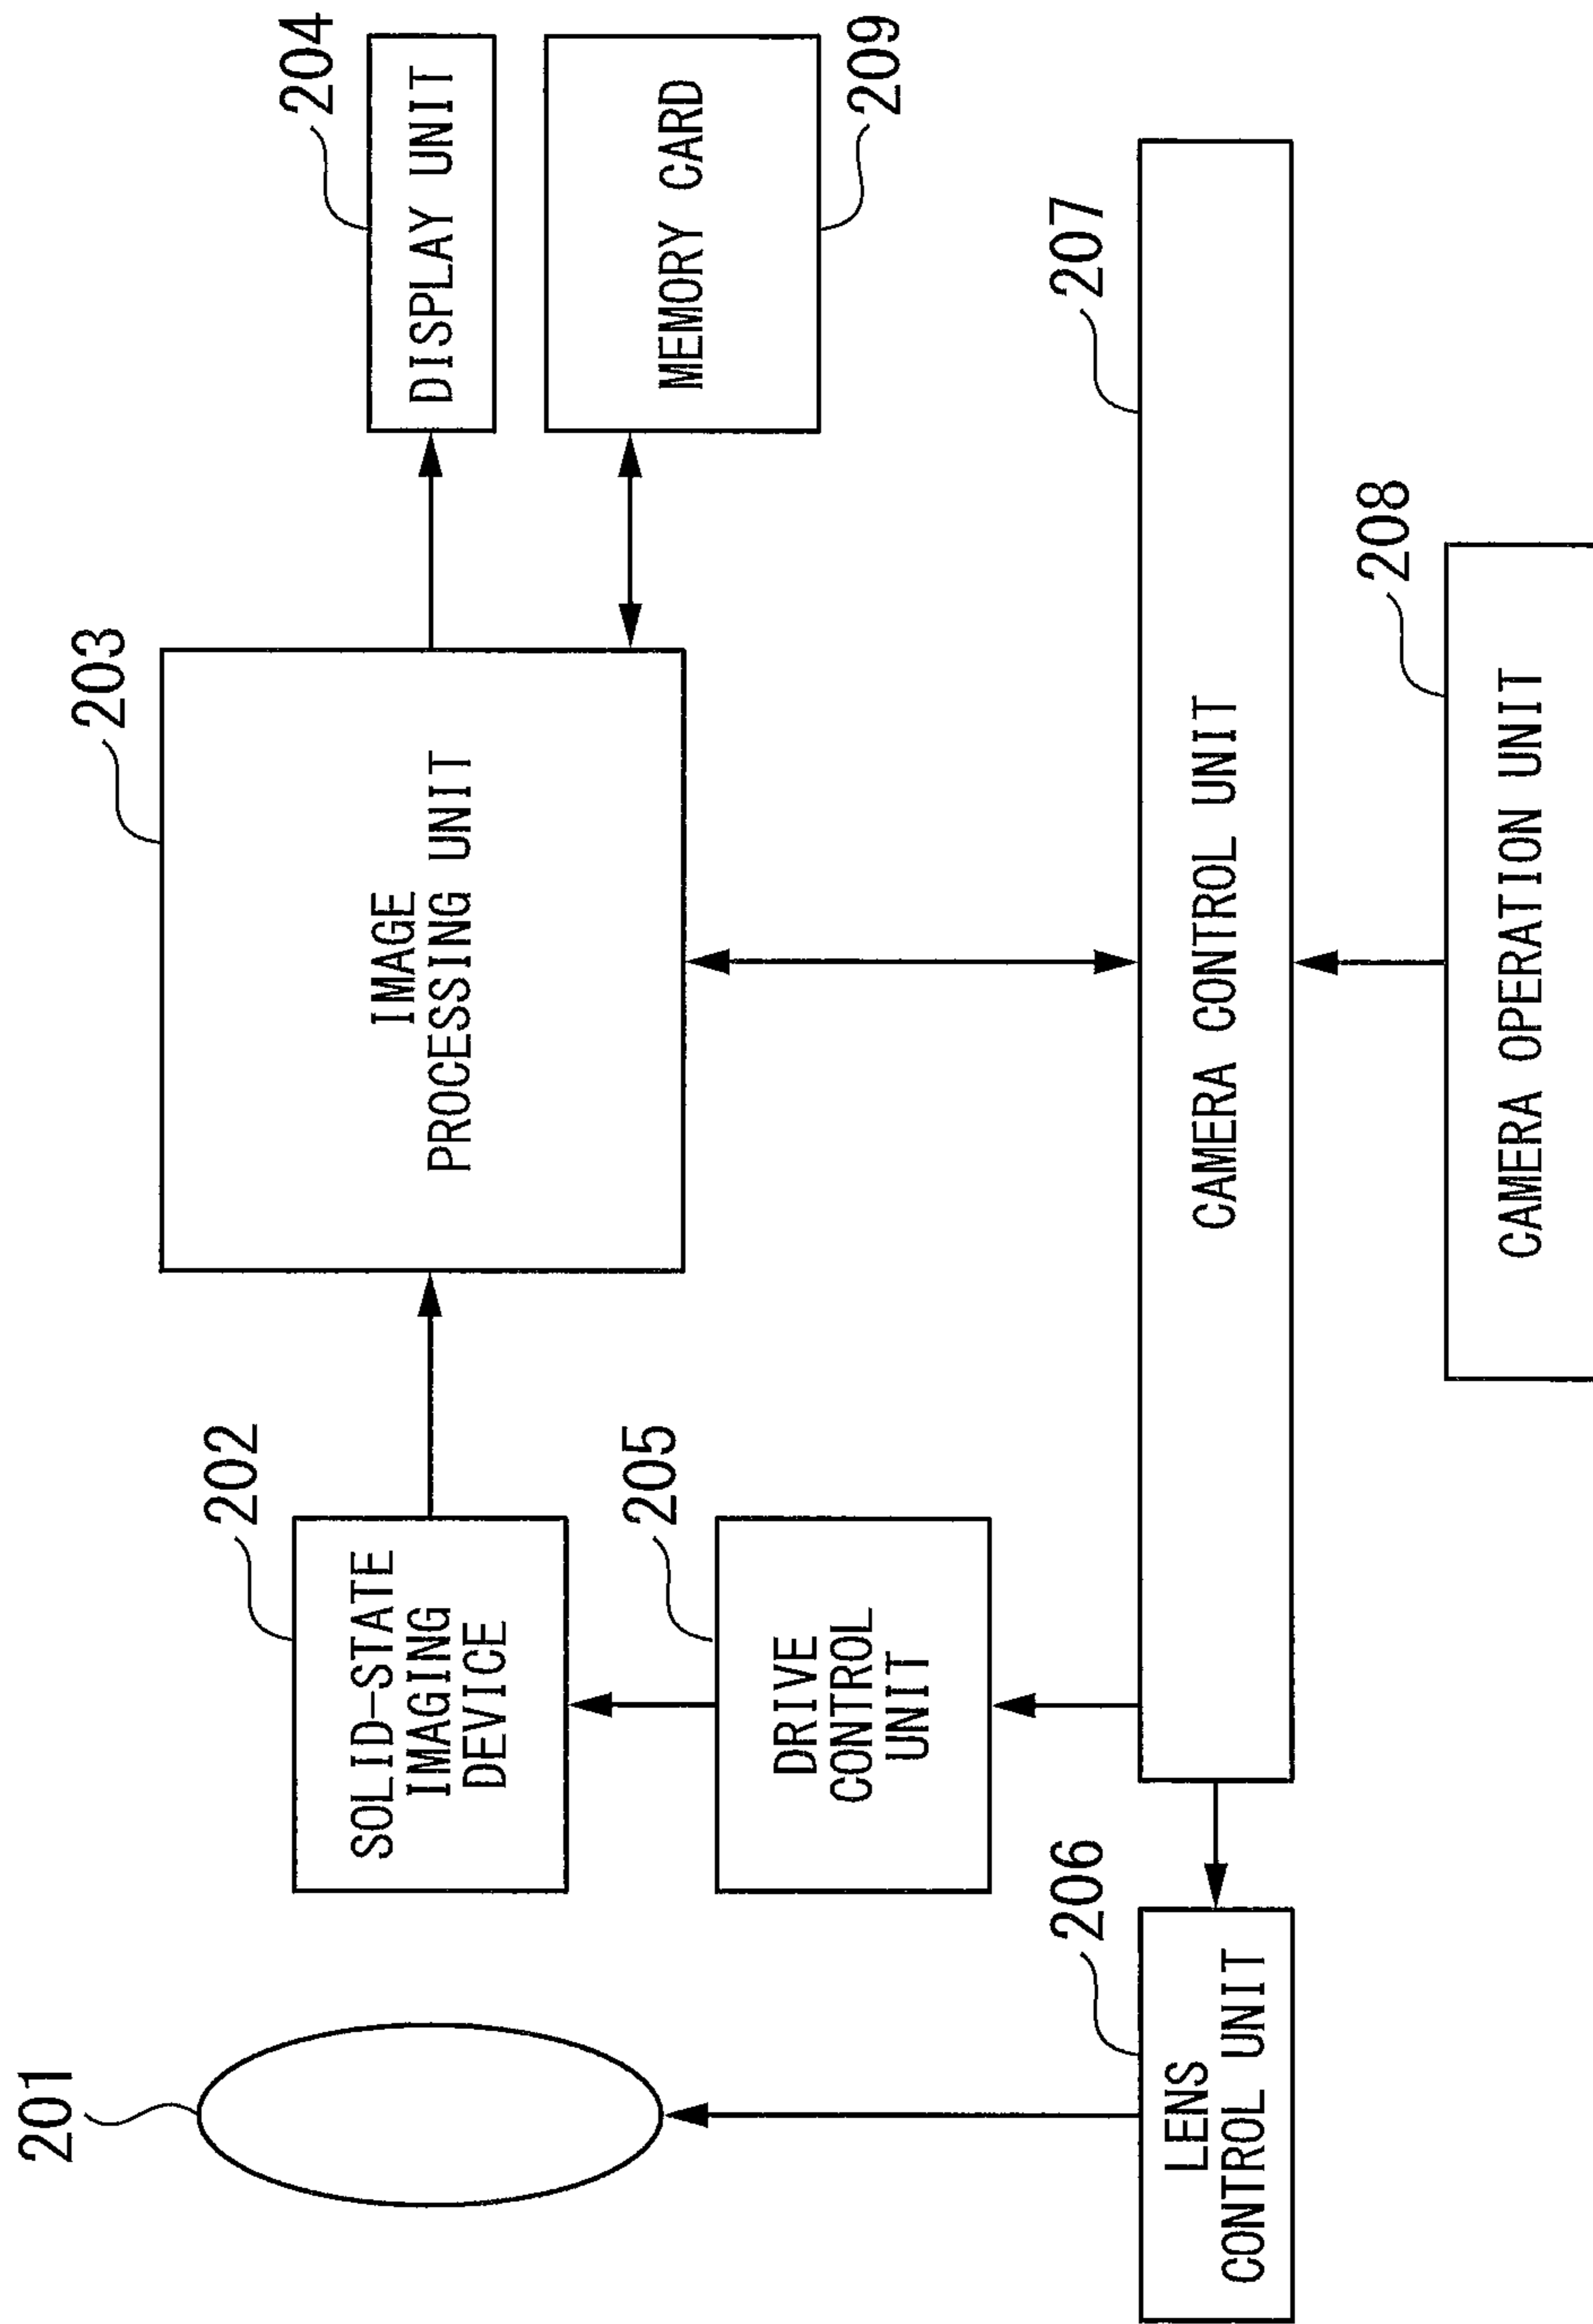 201
202
SOLID-STATE
IMAGING
DEVICE
203
IMAGE
PROCESSING UNIT
204
DISPLAY UNIT
MEMORY CARD
209
205
DRIVE
CONTROL
UNIT
206
LENS
CONTROL UNIT
207
CAMERA CONTROL UNIT
208
CAMERA OPERATION UNIT